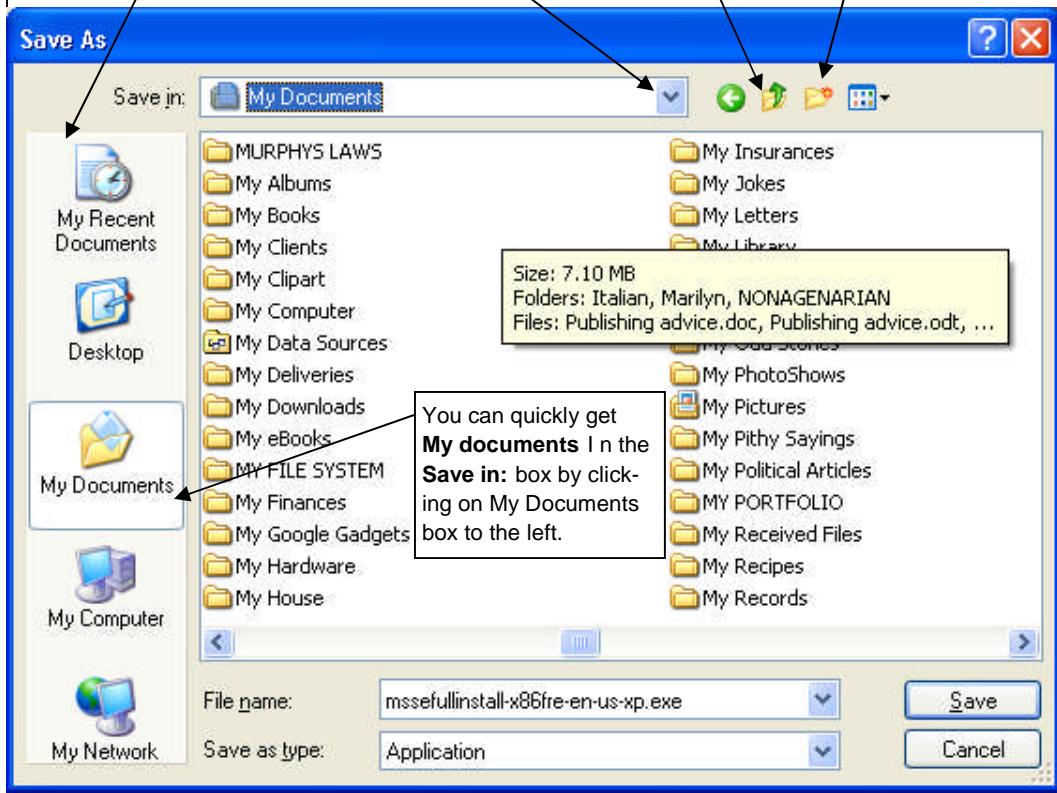 Save As
Save in:
My Documents
My Recent
Documents
Desktop
My Documents
My Computer
My Network
MURPHYS LAWS
My Albums
My Books
My Clients
My Clipart
My Computer
My Data Sources
My Deliveries
My Downloads
My eBooks
MY FILE SYSTEM
My Finances
My Google Gadgets
My Hardware
My House
My Insurances
My Jokes
My Letters
My Library
Size: 7.10 MB
Folders: Italian, Marilyn, NONAGENARIAN
Files: Publishing advice.doc, Publishing advice.odt, ...
My Odd Stories
My PhotoShows
My Pictures
My Pithy Sayings
My Political Articles
MY PORTFOLIO
My Received Files
My Recipes
My Records
You can quickly get
My documents I n the
Save in: box by click-
ing on My Documents
box to the left.
File name:
mssefullinstall-x86fre-en-us-xp.exe
Save
Save as type:
Application
Cancel